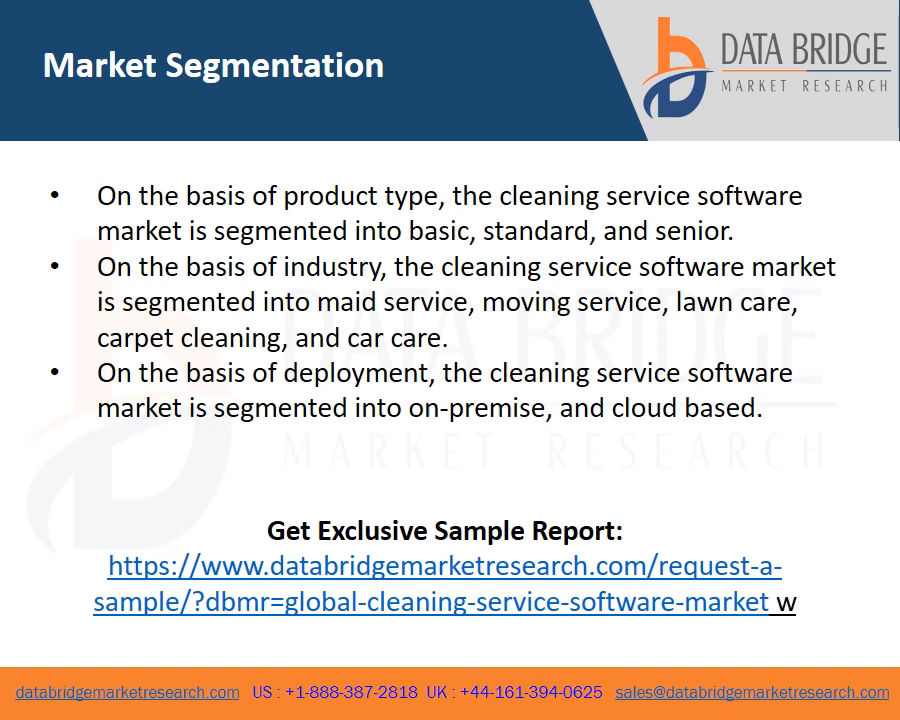 Market Segmentation
DATA BRIDGE
MARKET RESEARCH
• On the basis of product type, the cleaning service software
market is segmented into basic, standard, and senior.
• On the basis of industry, the cleaning service software market
is segmented into maid service, moving service, lawn care,
carpet cleaning, and car care.
• On the basis of deployment, the cleaning service software
market is segmented into on-premise, and cloud based.
DATA BRIDGE
MARKET RESEARCH
Get Exclusive Sample Report:
https://www.databridgemarketresearch.com/request-a-
sample/?dbmr=global-cleaning-service-software-market w
databridgemarketresearch.com US : +1-888-387-2818 UK : +44-161-394-0625 sales@databridgemarketresearch.com